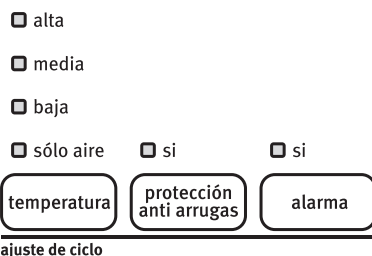 alta
media
baja
sólo aire
si
si
temperatura
protección
anti arrugas
alarma
ajuste de ciclo